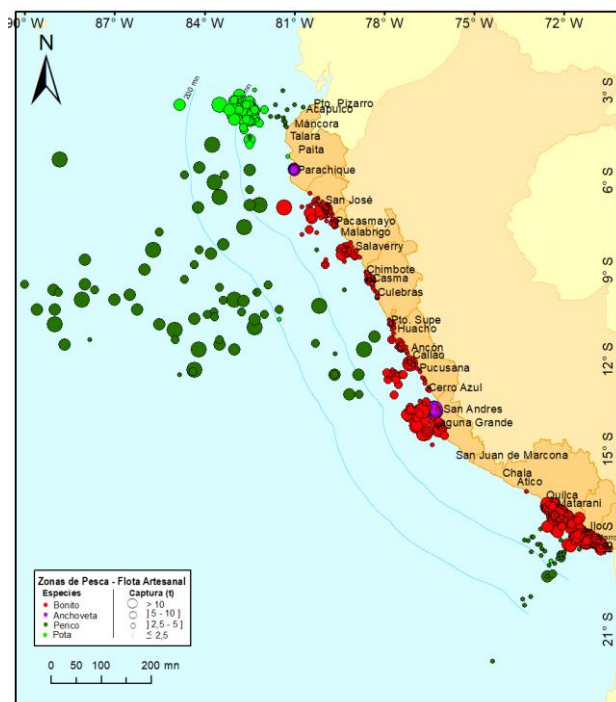 90° W 87° W 84° W 81° W 78° W 75° W 72° W
N
3° S
200 mn
mn
Pto. Pizarro
Acapulco
Máncora
Talara
Paita
6° S
Parachique
San José
Pacasmayo
Malabrigo
Salaverry
9° S
Chimbote
Casma
Culebras
Pto. Supe
Huacho
Ancón
12° S
Callao
Pucusana
Cerro Azul
San Andres
Laguna Grande
15° S
San Juan de Marcona
Chala
Atico
Quilca
Matarani
Ilo
21° S
Zonas de Pesca - Flota Artesanal
Especies Captura (t)
Bonito > 10
Anchoveta ] 5 - 10 ]
Perico ] 2,5 - 5 ]
Pota ≤ 2,5
0 50 100 200 mn